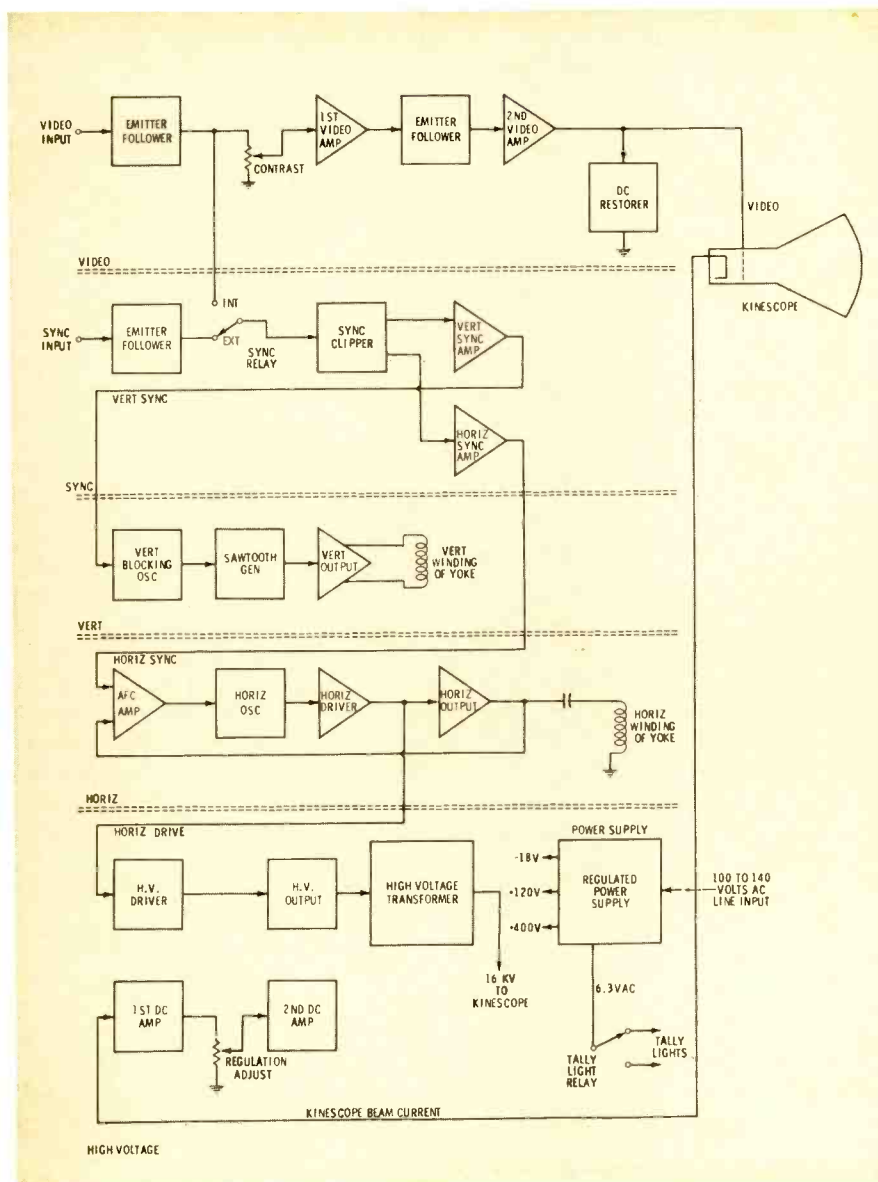 VIDEO
INPUT
EMITTER
FOLLOWER
CONTRAST
1ST
VIDEO
AMP
EMITTER
FOLLOWER
2ND
VIDEO
AMP
DC
RESTORER
VIDEO
KINESCOPE
VIDEO
SYNC
INPUT
EMITTER
FOLLOWER
INT
EXT
SYNC
RELAY
SYNC
CLIPPER
VERT
SYNC
AMP
VERT SYNC
HORIZ
SYNC
AMP
SYNC
VERT
BLOCKING
OSC
SAWTOOTH
GEN
VERT
OUTPUT
VERT
WINDING
OF YOKE
VERT
HORIZ SYNC
AFC
AMP
HORIZ
OSC
HORIZ
DRIVER
HORIZ
OUTPUT
HORIZ
WINDING
OF YOKE
HORIZ
HORIZ DRIVE
H.V.
DRIVER
H.V.
OUTPUT
HIGH VOLTAGE
TRANSFORMER
16 KV
TO
KINESCOPE
POWER SUPPLY
-18V
+120V
+400V
REGULATED
POWER
SUPPLY
100 TO 140
VOLTS AC
LINE INPUT
6.3VAC
TALLY
LIGHT
RELAY
TALLY
LIGHTS
1ST DC
AMP
REGULATION
ADJUST
2ND DC
AMP
KINESCOPE BEAM CURRENT
HIGH VOLTAGE